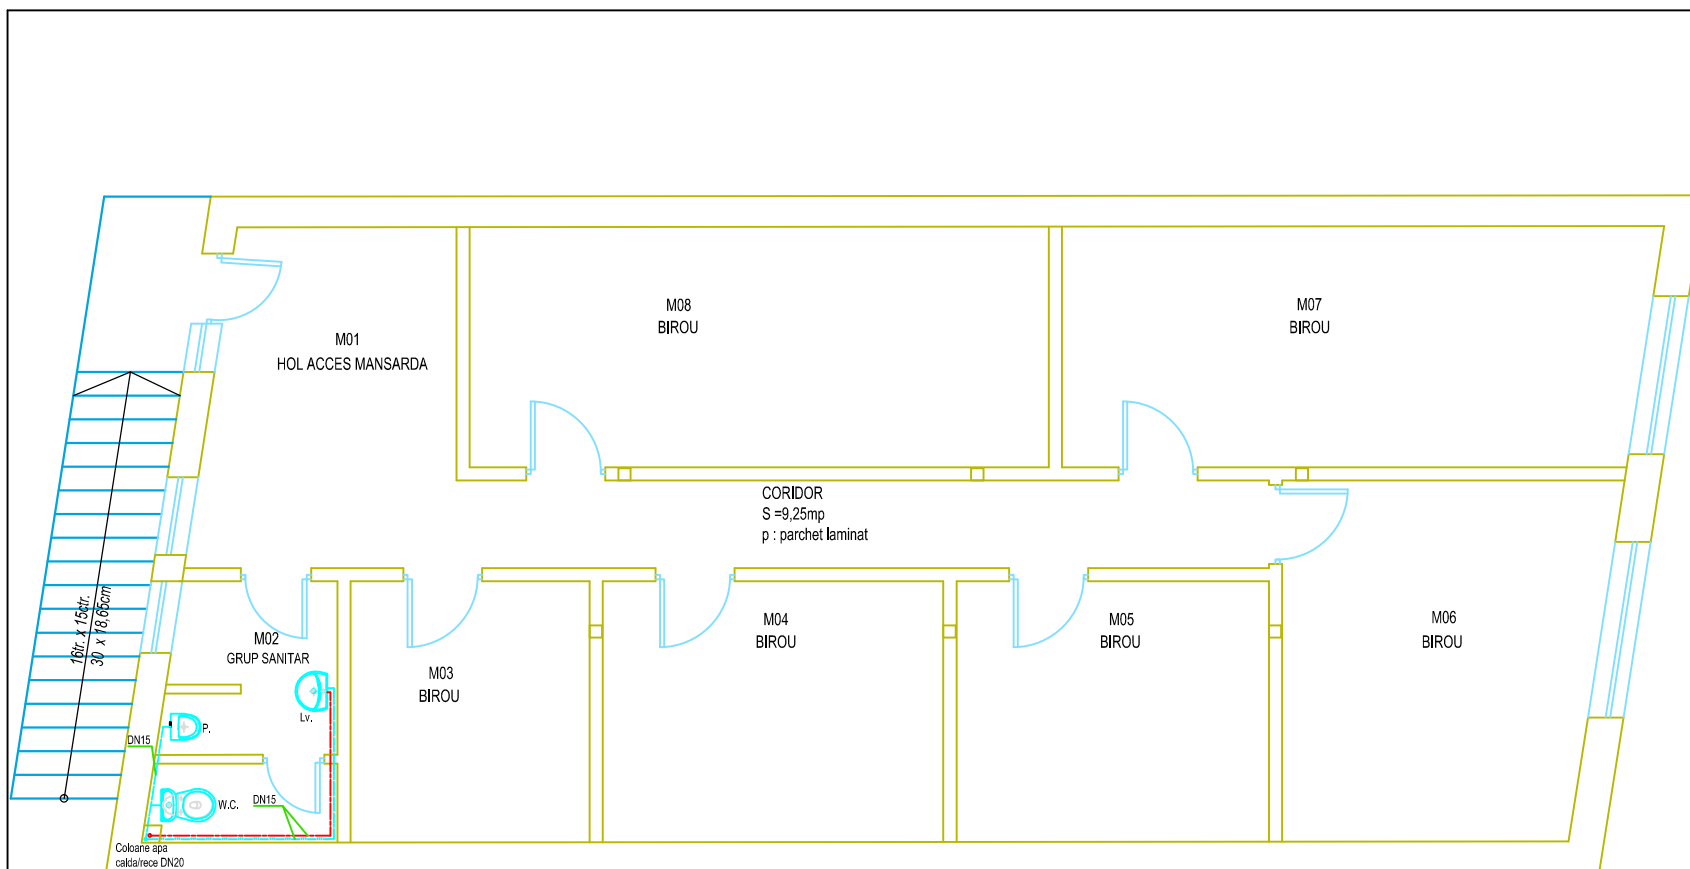 M08
BIROU
M07
BIROU
M01
HOL ACCES MANSARDA
CORIDOR
S =9,25mp
p : parchet laminat
16tr. x 15ctr.
30 x 18,65cm
M02
GRUP SANITAR
M03
BIROU
M04
BIROU
M05
BIROU
M06
BIROU
Lv.
P.
DN15
W.C.
DN15
Coloane apa
calda/rece DN20